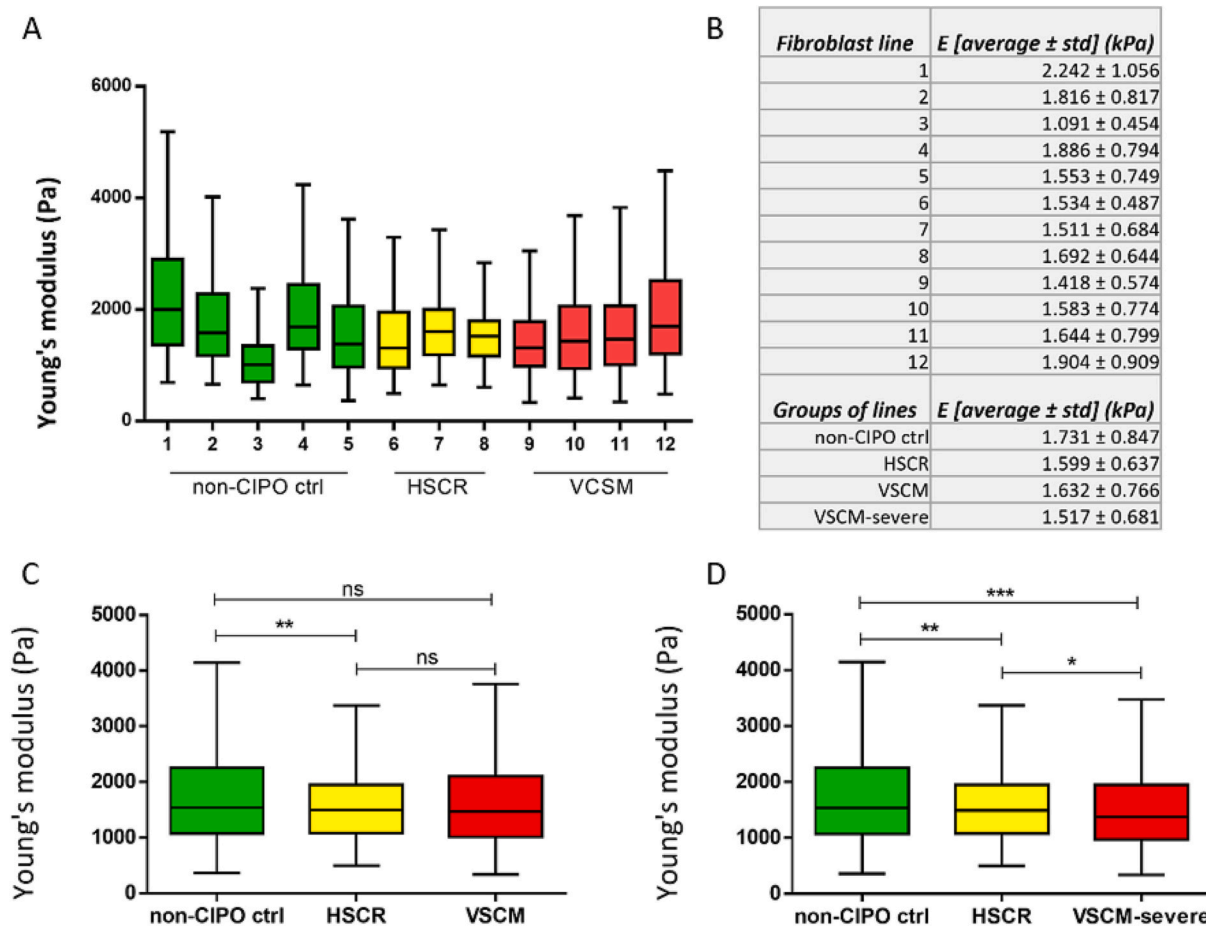 A
Young's modulus (Pa)
6000
4000
2000
0
1 2 3 4 5 6 7 8 9 10 11 12
non-CIPO ctrl HSCR VCSM
B
Fibroblast line E [average ± std] (kPa)
1 2.242 ± 1.056
2 1.816 ± 0.817
3 1.091 ± 0.454
4 1.886 ± 0.794
5 1.553 ± 0.749
6 1.534 ± 0.487
7 1.511 ± 0.684
8 1.692 ± 0.644
9 1.418 ± 0.574
10 1.583 ± 0.774
11 1.644 ± 0.799
12 1.904 ± 0.909
Groups of lines E [average ± std] (kPa)
non-CIPO ctrl 1.731 ± 0.847
HSCR 1.599 ± 0.637
VSCM 1.632 ± 0.766
VSCM-severe 1.517 ± 0.681
C
Young's modulus (Pa)
5000
4000
3000
2000
1000
0
ns
**
ns
non-CIPO ctrl HSCR VSCM
D
Young's modulus (Pa)
5000
4000
3000
2000
1000
0
***
**
*
non-CIPO ctrl HSCR VSCM-severe